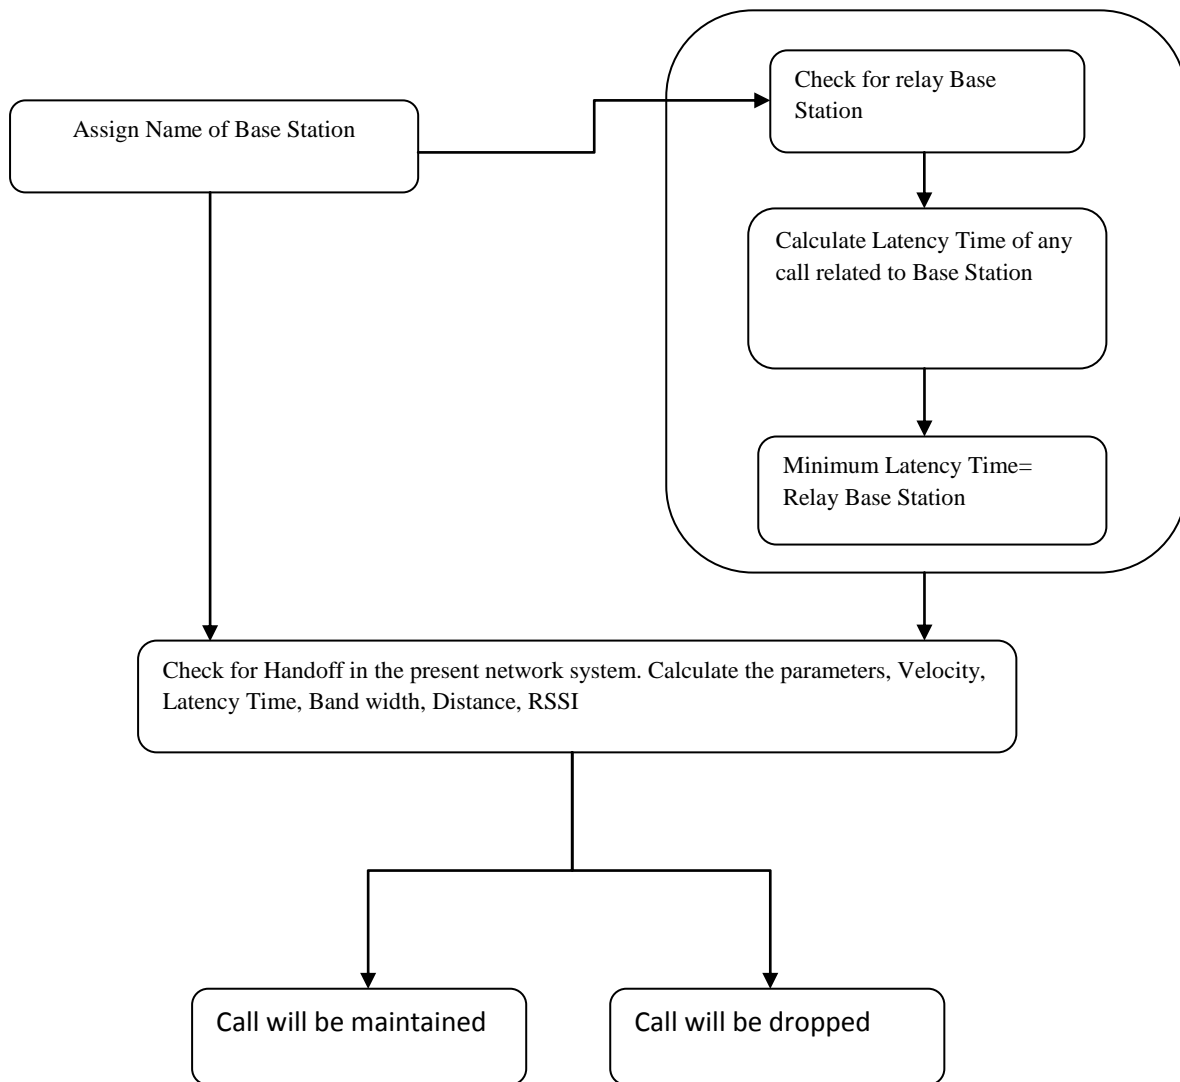 Assign Name of Base Station
Check for relay Base
Station
Calculate Latency Time of any
call related to Base Station
Minimum Latency Time=
Relay Base Station
Check for Handoff in the present network system. Calculate the parameters, Velocity,
Latency Time, Band width, Distance, RSSI
Call will be maintained
Call will be dropped